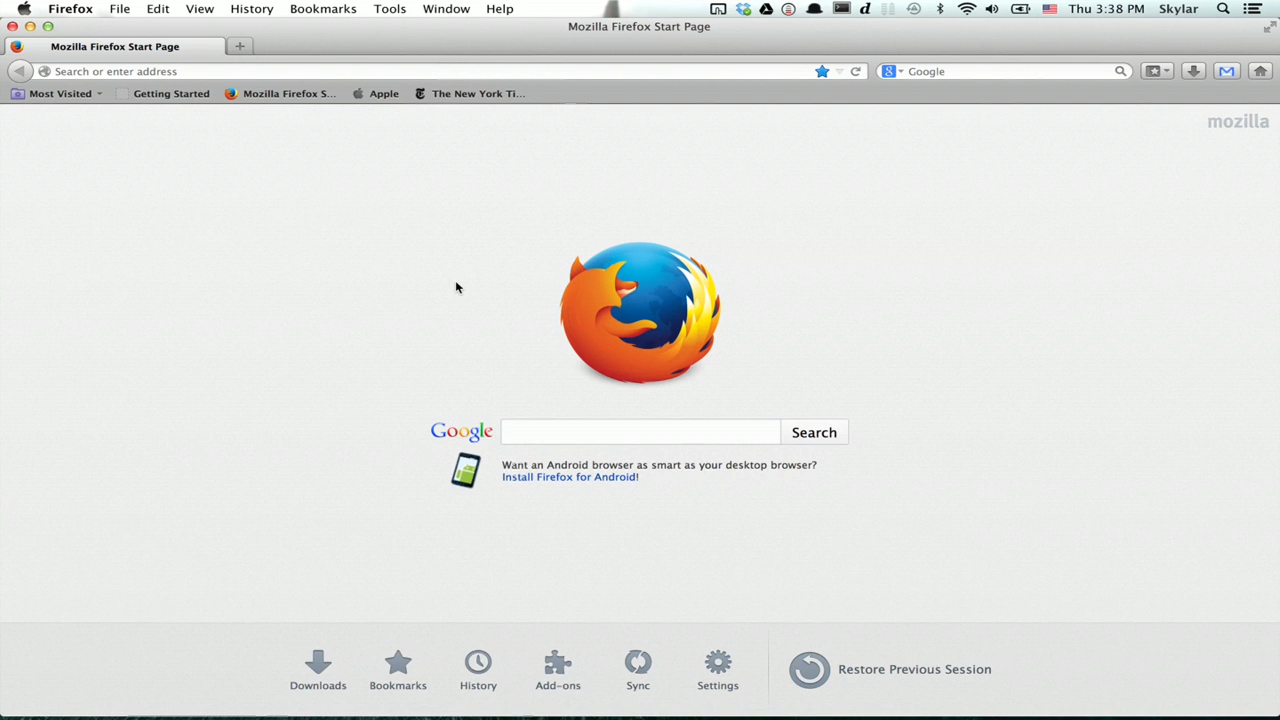 Firefox File Edit View History Bookmarks Tools Window Help d Thu 3:38 PM Skylar
Mozilla Firefox Start Page
Mozilla Firefox Start Page
Search or enter address
8 Google
Most Visited Getting Started Mozilla Firefox S... Apple The New York Ti...
mozilla
Google Search
Want an Android browser as smart as your desktop browser?
Install Firefox for Android!
Downloads Bookmarks History Add-ons Sync Settings Restore Previous Session